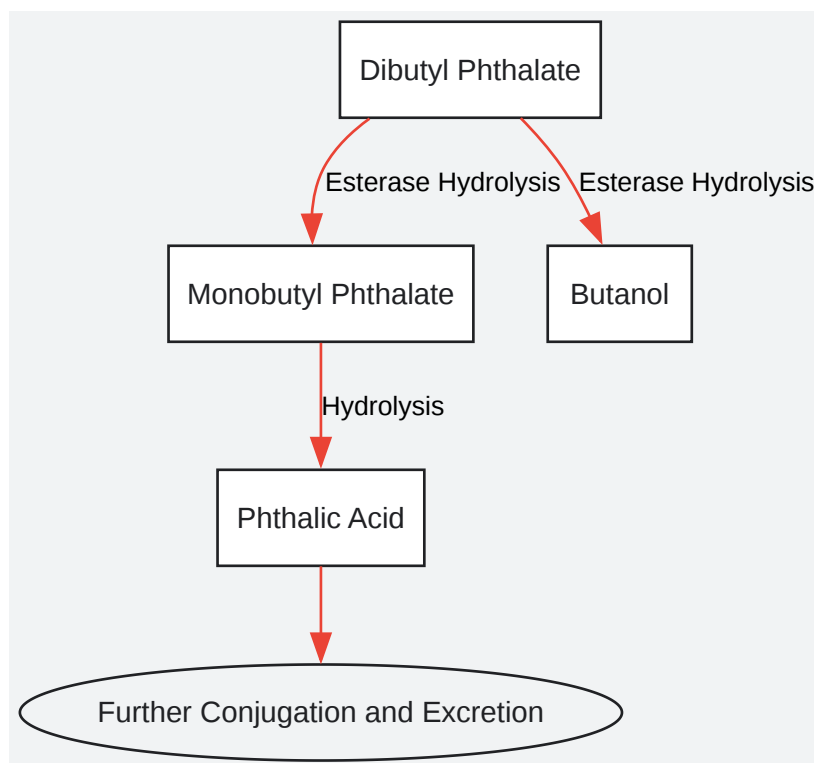 Dibutyl Phthalate
Esterase Hydrolysis
Esterase Hydrolysis
Monobutyl Phthalate
Butanol
Hydrolysis
Phthalic Acid
Further Conjugation and Excretion